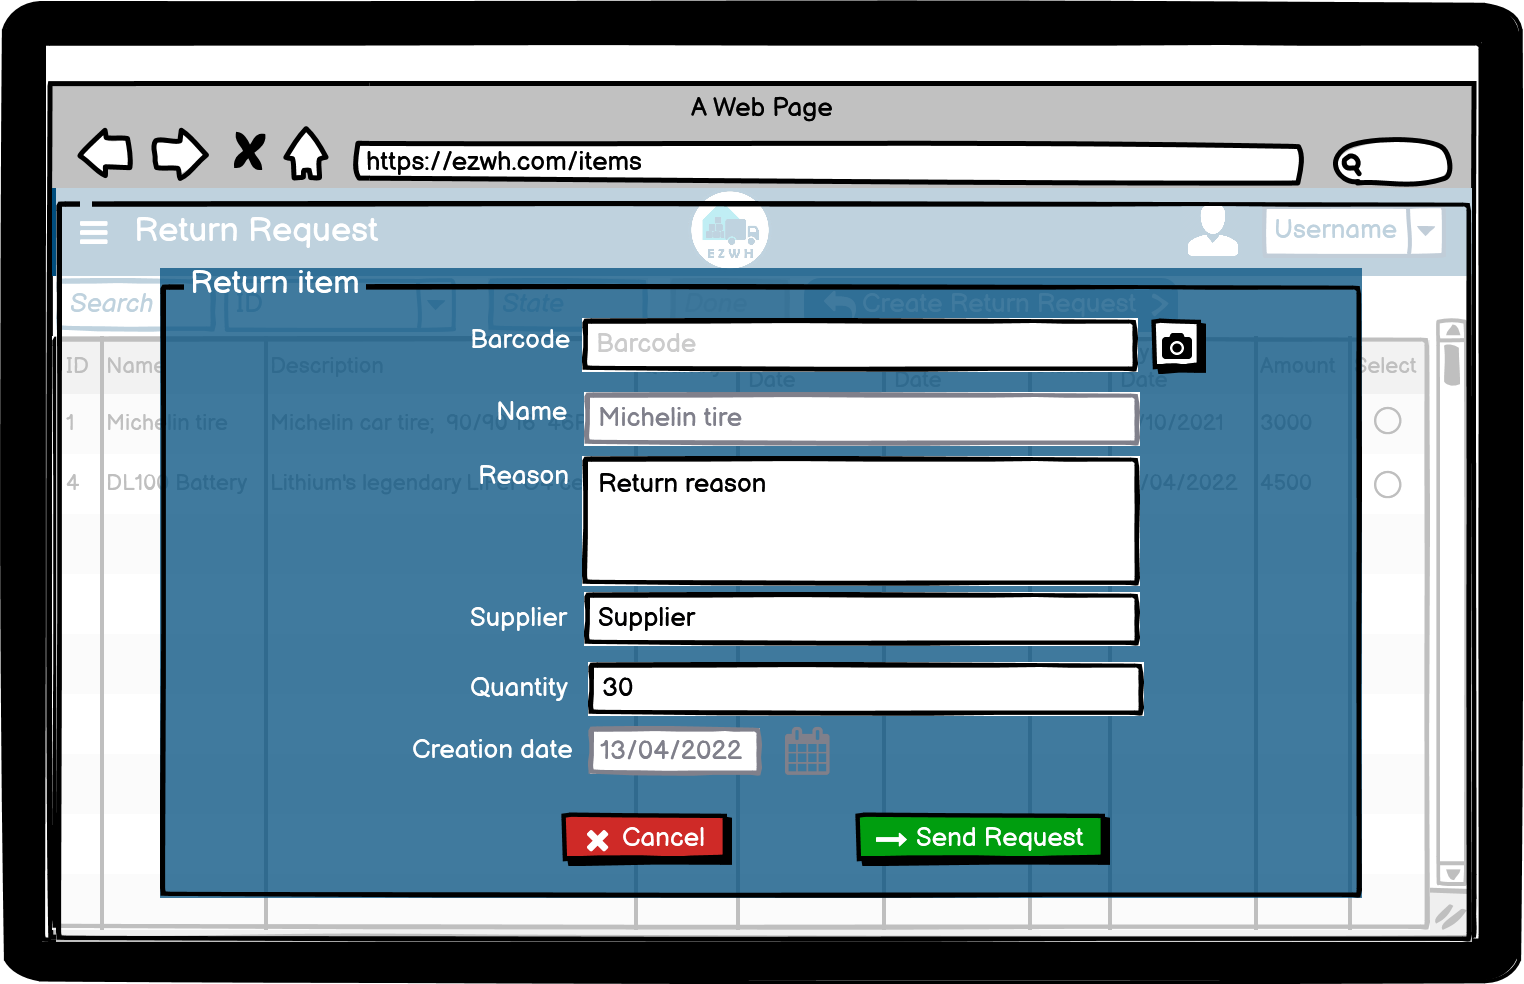 A Web Page
https://ezwh.com/items
Return Request
EZWH
Username
Return item
Search
ID
State
Done
Create Return Request
Barcode
Barcode
ID
Name
Description
Date
Date
Date
Amount
Select
Name
Michelin tire
1
Michelin tire
Michelin car tire; 90/90
/10/2021
3000
Reason
Return reason
4
DL100 Battery
Lithium's legendary
/04/2022
4500
Supplier
Supplier
Quantity
30
Creation date
13/04/2022
Cancel
Send Request